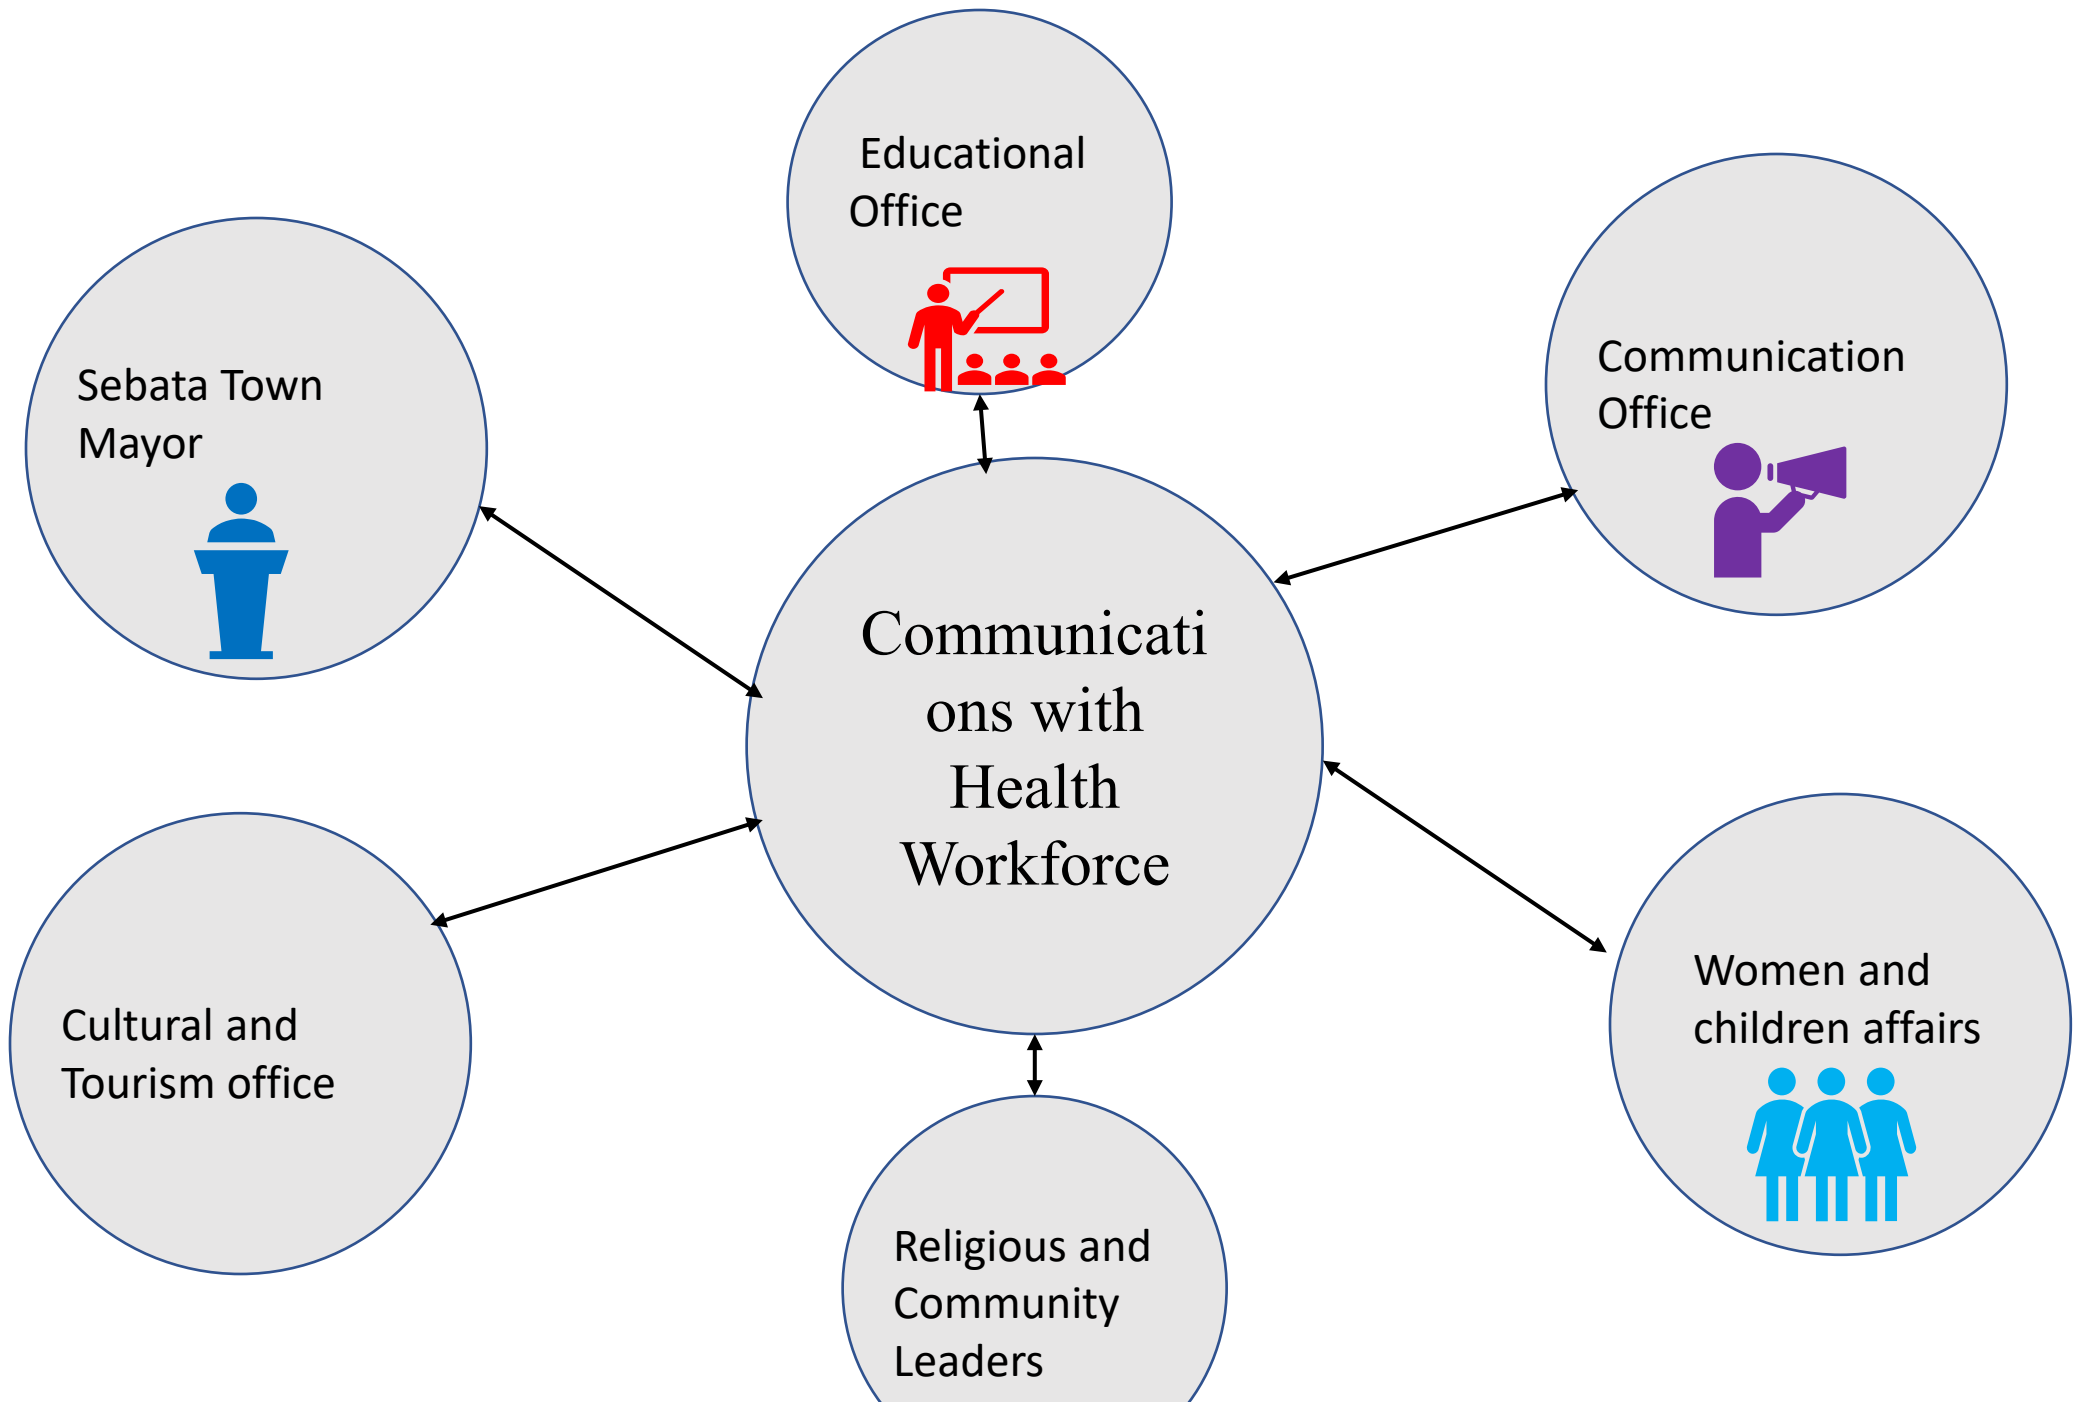 Educational
Office
Communication
Office
Sebata Town
Mayor
Communicati
ons with
Health
Workforce
Women and
children affairs
Cultural and
Tourism office
Religious and
Community
Leaders